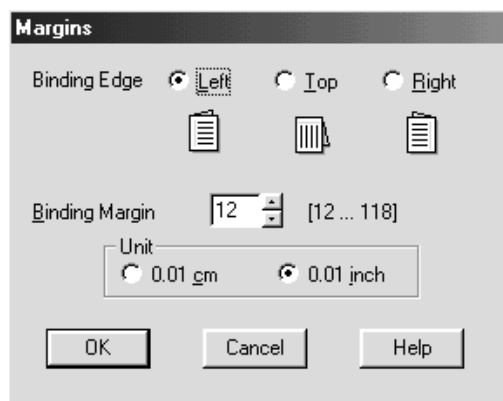 Margins
Binding Edge Left Top Right
Binding Margin 12 [12 ... 118]
Unit
0.01 cm 0.01 inch
OK Cancel Help